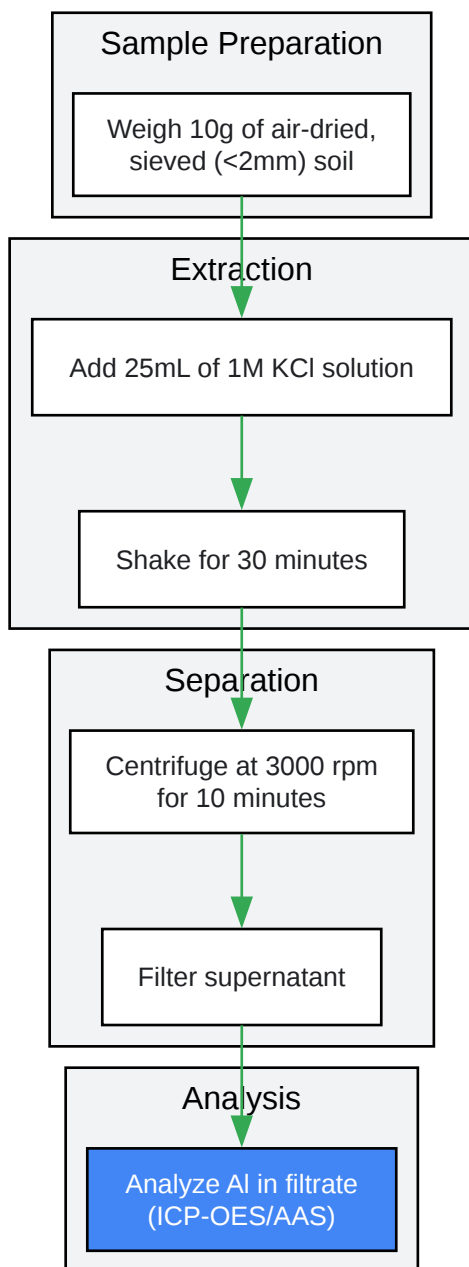 Sample Preparation
Weigh 10g of air-dried,
sieved (<2mm) soil
Extraction
Add 25mL of 1M KCl solution
Shake for 30 minutes
Separation
Centrifuge at 3000 rpm
for 10 minutes
Filter supernatant
Analysis
Analyze Al in filtrate
(ICP-OES/AAS)